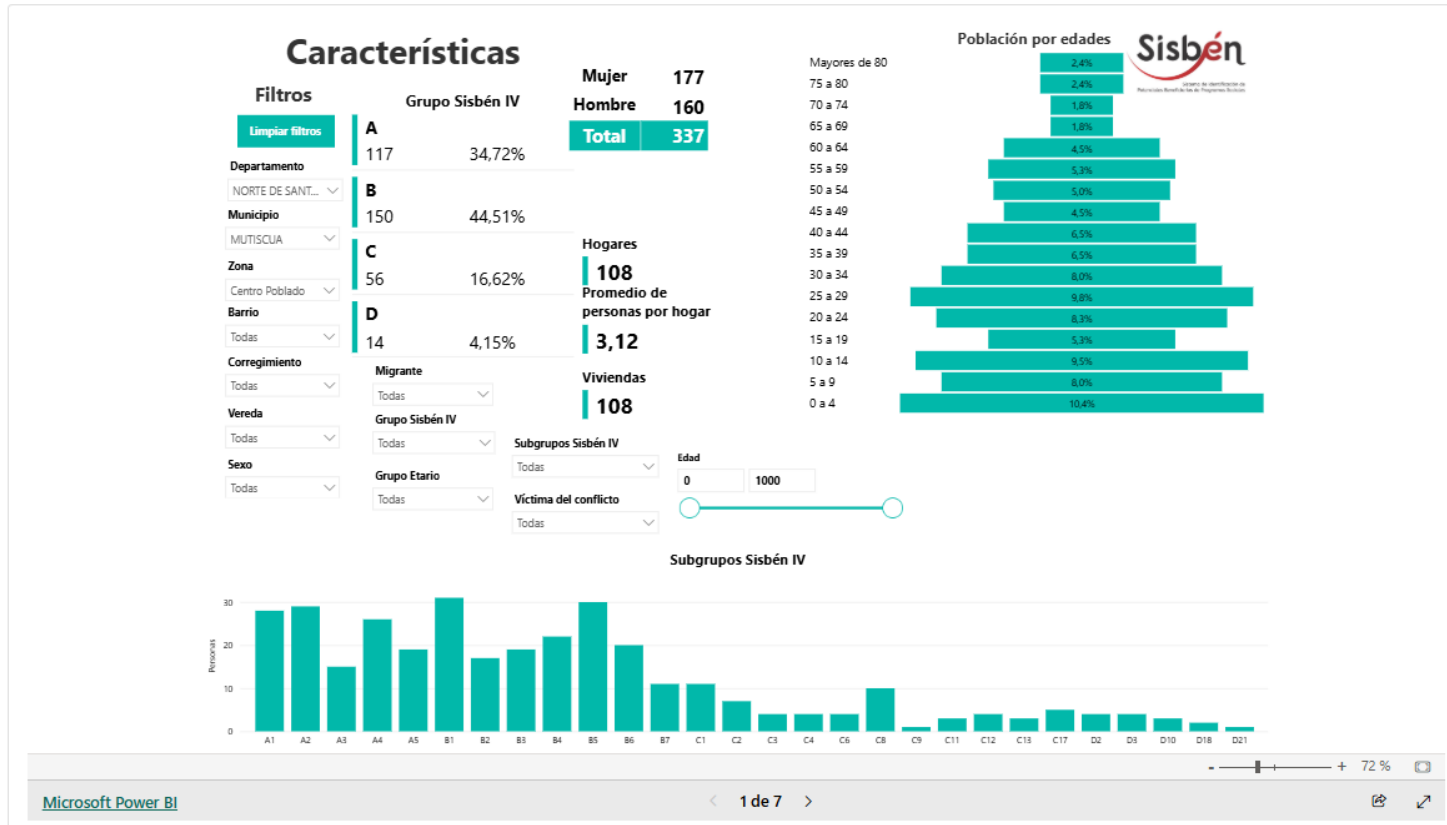 Características
Filtros
Limpiar filtros
Departamento
NORTE DE SANT...
Municipio
MUTISCUA
Zona
Centro Poblado
Barrio
Todas
Corregimiento
Todas
Vereda
Todas
Sexo
Todas
Grupo Sisbén IV
A
117 34,72%
B
150 44,51%
C
56 16,62%
D
14 4,15%
Migrante
Todas
Grupo Sisbén IV
Todas
Grupo Etario
Todas
Mujer 177
Hombre 160
Total 337
Hogares
108
Promedio de
personas por hogar
3,12
Viviendas
108
Subgrupos Sisbén IV
Todas
Víctima del conflicto
Todas
Edad
0 1000
Población por edades
Sisbén
Sistema de Identificación de
Potenciales Beneficiarios de Programas Sociales
Mayores de 80 2,4%
75 a 80 2,4%
70 a 74 1,8%
65 a 69 1,8%
60 a 64 4,5%
55 a 59 5,3%
50 a 54 5,0%
45 a 49 4,5%
40 a 44 6,5%
35 a 39 6,5%
30 a 34 8,0%
25 a 29 9,8%
20 a 24 8,3%
15 a 19 5,3%
10 a 14 9,5%
5 a 9 8,0%
0 a 4 10,4%
Subgrupos Sisbén IV
Personas
30
20
10
0
A1 A2 A3 A4 A5 B1 B2 B3 B4 B5 B6 B7 C1 C2 C3 C4 C6 C8 C9 C11 C12 C13 C17 D2 D3 D10 D18 D21
- + 72 %
Microsoft Power BI
1 de 7